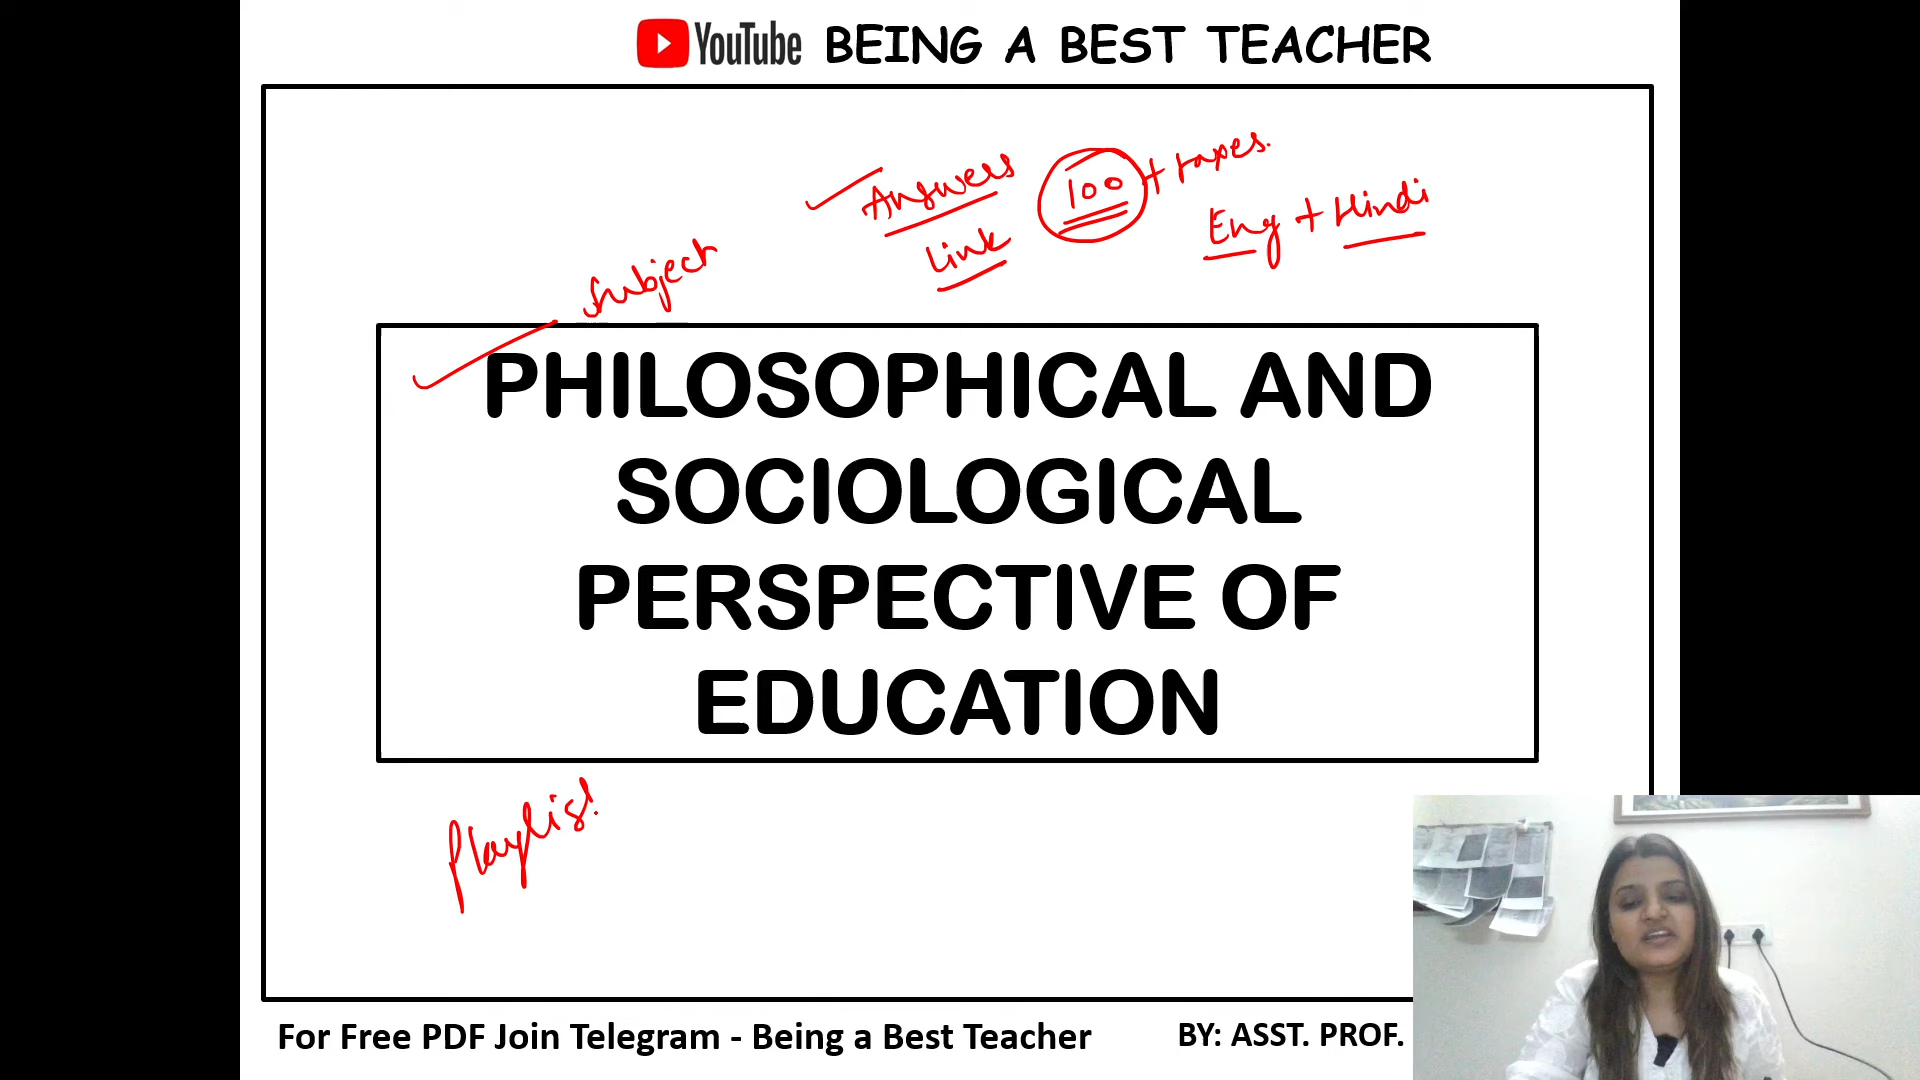 YouTube BEING A BEST TEACHER
Answers 100 +
Link
Eng + Hindi
Subject
PHILOSOPHICAL AND
SOCIOLOGICAL
PERSPECTIVE OF
EDUCATION
Playlist
For Free PDF Join Telegram - Being a Best Teacher
BY: ASST. PROF.